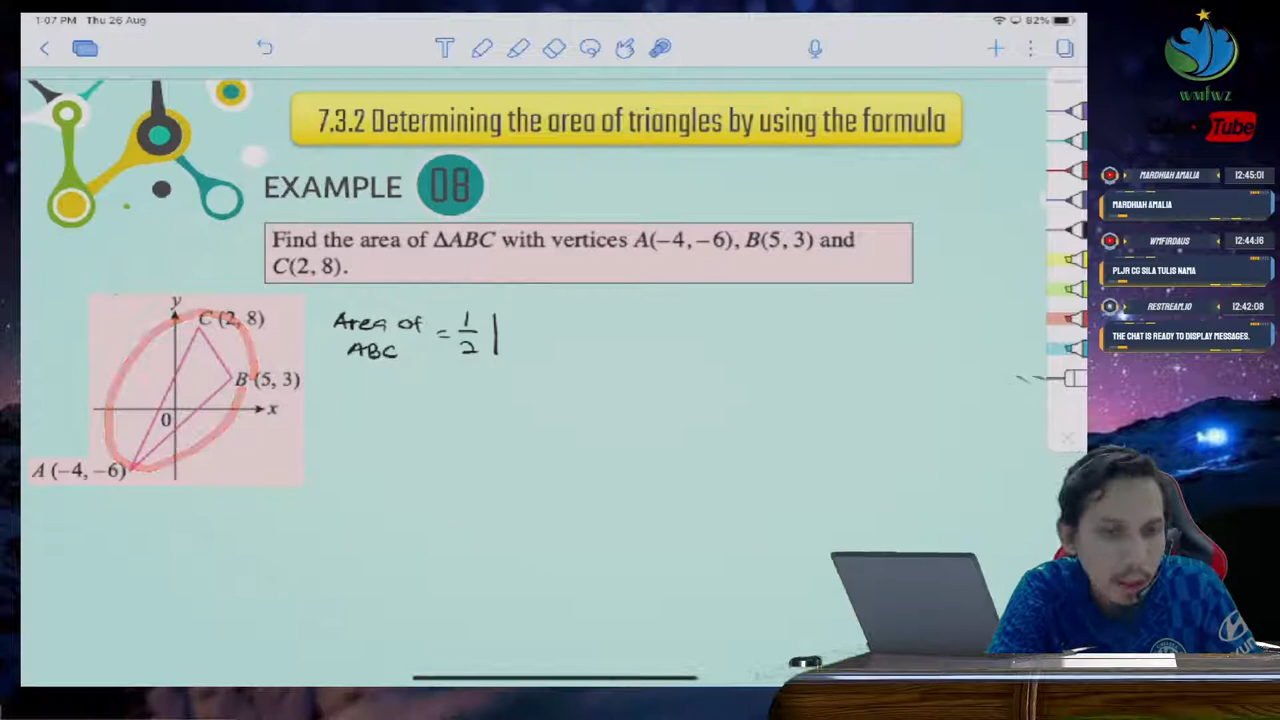 1:07 PM Thu 26 Aug
82%
7.3.2 Determining the area of triangles by using the formula
EXAMPLE 08
Find the area of ΔABC with vertices A(−4, −6), B(5, 3) and
C(2, 8).
y
C (2, 8)
B (5, 3)
0
x
A (−4, −6)
Area of
ABC
= 1/2 |
wmfwz
Tube
MARDHIAH AMALIA
12:45:01
MARDHIAH AMALIA
WMFIRDAUS
12:44:16
PLJR CG SILA TULIS NAMA
RESTREAM.IO
12:42:08
THE CHAT IS READY TO DISPLAY MESSAGES.